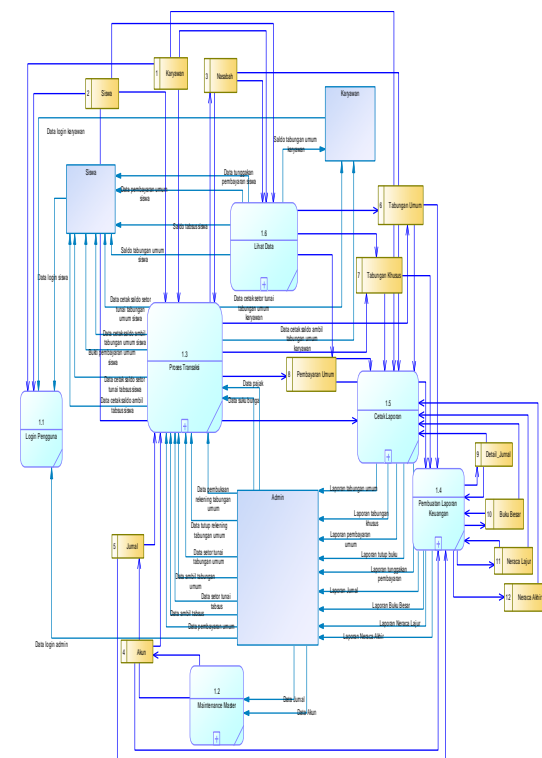 1
Karyawan
3
Nasabah
2
Siswa
Karyawan
Data login karyawan
Saldo tabungan umum
karyawan
Siswa
Data tunggakan
pembayaran siswa
Data pembayaran umum
siswa
6
Tabungan Umum
Saldo tabsus siswa
1.6
Lihat Data
Saldo tabungan umum
siswa
7
Tabungan Khusus
Data login siswa
Data cetak saldo setor
tunai tabungan
umum siswa
Data cetak setor tunai
tabungan umum
karyawan
1.3
Proses Transaksi
Data cetak saldo ambil
tabungan umum siswa
Data cetak saldo ambil
tabungan umum
karyawan
Bukti pembayaran umum
siswa
8
Pembayaran Umum
Data cetak saldo setor
tunai tabsus siswa
Data pajak
1.5
Cetak Laporan
Data cetak saldo ambil
tabsus siswa
Data suku bunga
1.1
Login Pengguna
9
Detail_Jurnal
Data pembukaan
rekening tabungan
umum
Admin
Laporan tabungan umum
1.4
Pembuatan Laporan
Keuangan
10
Buku Besar
Laporan tabungan
khusus
Data tutup rekening
tabungan umum
Laporan pembayaran
umum
5
Jurnal
Data setor tunai
tabungan umum
Laporan tutup buku
11
Neraca Lajur
Data ambil tabungan
umum
Laporan tunggakan
pembayaran
Laporan Jurnal
12
Neraca Akhir
Data setor tunai
tabsus
Laporan Buku Besar
Data ambil tabsus
Data pembayaran umum
Laporan Neraca Lajur
Data login admin
Laporan Neraca Akhir
4
Akun
1.2
Maintenance Master
Data Jurnal
Data Akun